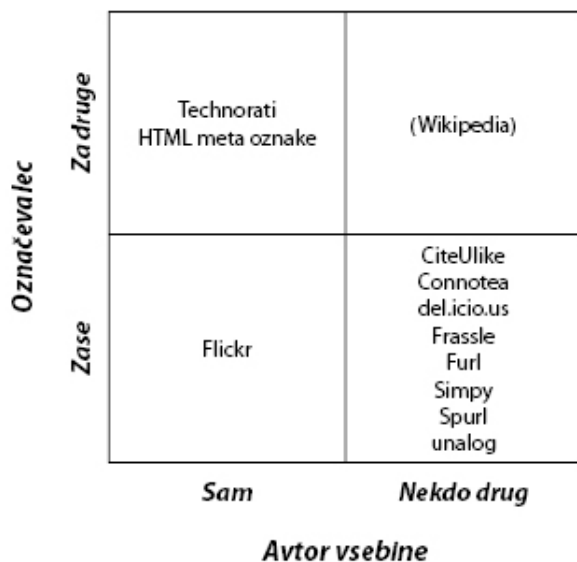 Označevalec
Za druge
Technorati
HTML meta oznake
(Wikipedia)
Zase
Flickr
CiteUlike
Connotea
del.icio.us
Frassle
Furl
Simpy
Spurl
unalog
Sam
Nekdo drug
Avtor vsebine